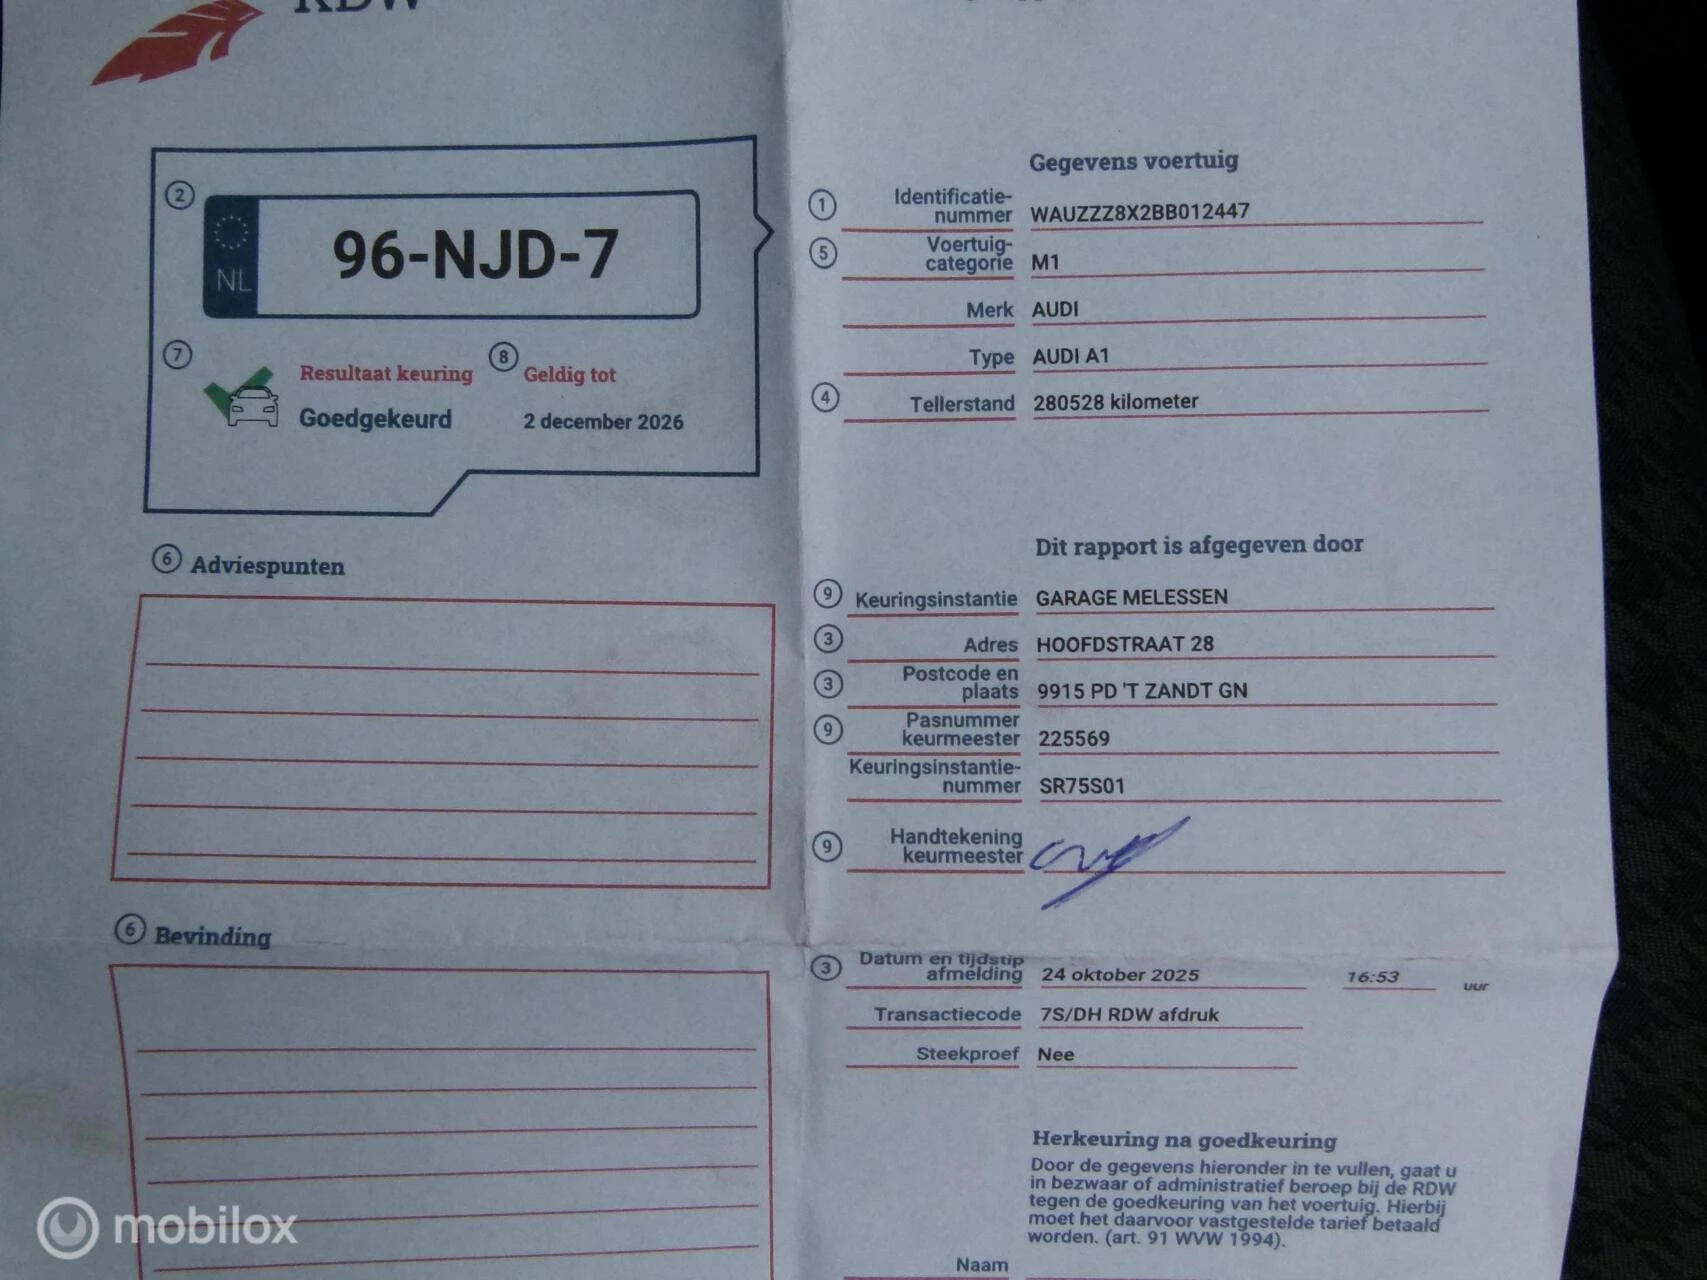 RDW
2
NL
96-NJD-7
7
Resultaat keuring
Goedgekeurd
8
Geldig tot
2 december 2026
6 Adviespunten
6 Bevinding
Gegevens voertuig
1 Identificatie-
nummer WAUZZZ8X2BB012447
5 Voertuig-
categorie M1
Merk AUDI
Type AUDI A1
4 Tellerstand 280528 kilometer
Dit rapport is afgegeven door
9 Keuringsinstantie GARAGE MELESSEN
3 Adres HOOFDSTRAAT 28
3 Postcode en
plaats 9915 PD 'T ZANDT GN
9 Pasnummer
keurmeester 225569
Keuringsinstantie-
nummer SR75S01
9 Handtekening
keurmeester
3 Datum en tijdstip
afmelding 24 oktober 2025 16:53 uur
Transactiecode 7S/DH RDW afdruk
Steekproef Nee
Herkeuring na goedkeuring
Door de gegevens hieronder in te vullen, gaat u
in bezwaar of administratief beroep bij de RDW
tegen de goedkeuring van het voertuig. Hierbij
moet het daarvoor vastgestelde tarief betaald
worden. (art. 91 WVW 1994).
Naam
mobilox